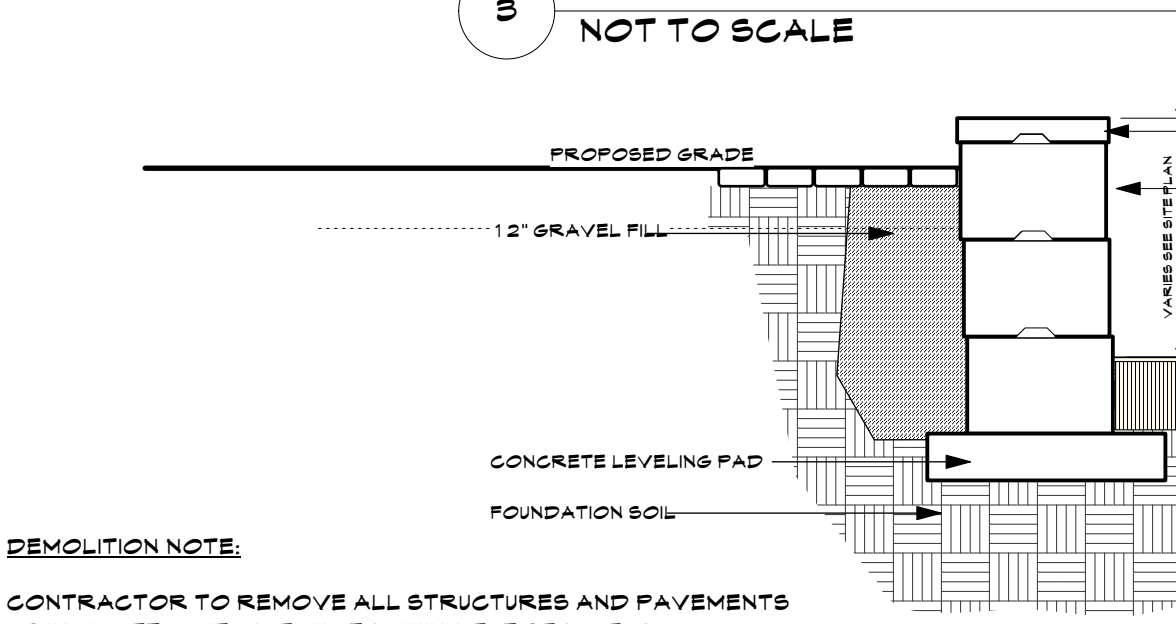 3
NOT TO SCALE
PROPOSED GRADE
12" GRAVEL FILL
VARIES SEE SITE PLAN
CONCRETE LEVELING PAD
FOUNDATION SOIL
DEMOLITION NOTE:
CONTRACTOR TO REMOVE ALL STRUCTURES AND PAVEMENTS